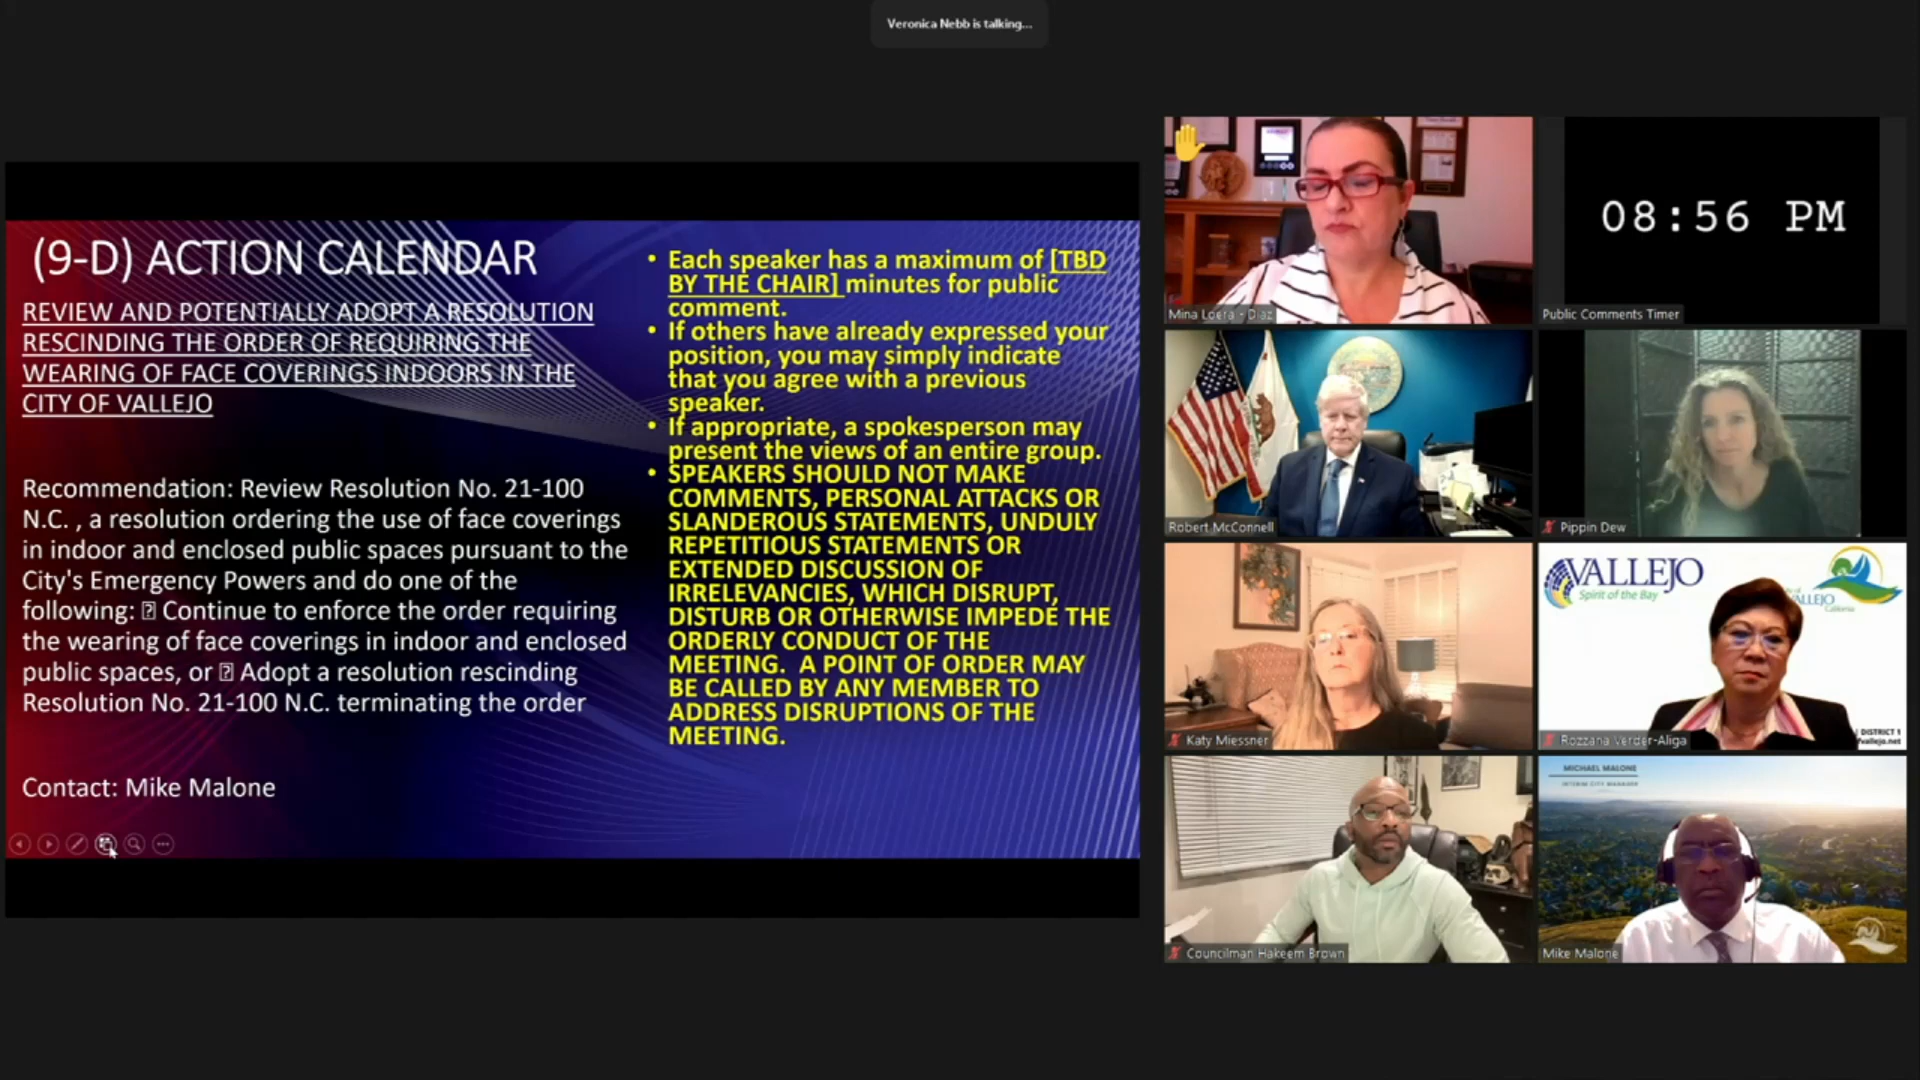 Veronica Nebb is talking...
(9-D) ACTION CALENDAR
REVIEW AND POTENTIALLY ADOPT A RESOLUTION
RESCINDING THE ORDER OF REQUIRING THE
WEARING OF FACE COVERINGS INDOORS IN THE
CITY OF VALLEJO
Recommendation: Review Resolution No. 21-100
N.C. , a resolution ordering the use of face coverings
in indoor and enclosed public spaces pursuant to the
City's Emergency Powers and do one of the
following: ⍰ Continue to enforce the order requiring
the wearing of face coverings in indoor and enclosed
public spaces, or ⍰ Adopt a resolution rescinding
Resolution No. 21-100 N.C. terminating the order
Contact: Mike Malone
• Each speaker has a maximum of [TBD
BY THE CHAIR] minutes for public
comment.
• If others have already expressed your
position, you may simply indicate
that you agree with a previous
speaker.
• If appropriate, a spokesperson may
present the views of an entire group.
• SPEAKERS SHOULD NOT MAKE
COMMENTS, PERSONAL ATTACKS OR
SLANDEROUS STATEMENTS, UNDULY
REPETITIOUS STATEMENTS OR
EXTENDED DISCUSSION OF
IRRELEVANCIES, WHICH DISRUPT,
DISTURB OR OTHERWISE IMPEDE THE
ORDERLY CONDUCT OF THE
MEETING. A POINT OF ORDER MAY
BE CALLED BY ANY MEMBER TO
ADDRESS DISRUPTIONS OF THE
MEETING.
Mina Loera - Diaz
08:56 PM
Public Comments Timer
Robert McConnell
Pippin Dew
Katy Miessner
VALLEJO
Spirit of the Bay
VALLEJO
California
DISTRICT 1
fvallejo.net
Rozzana Verder-Aliga
Councilman Hakeem Brown
MICHAEL MALONE
INTERIM CITY MANAGER
Mike Malone